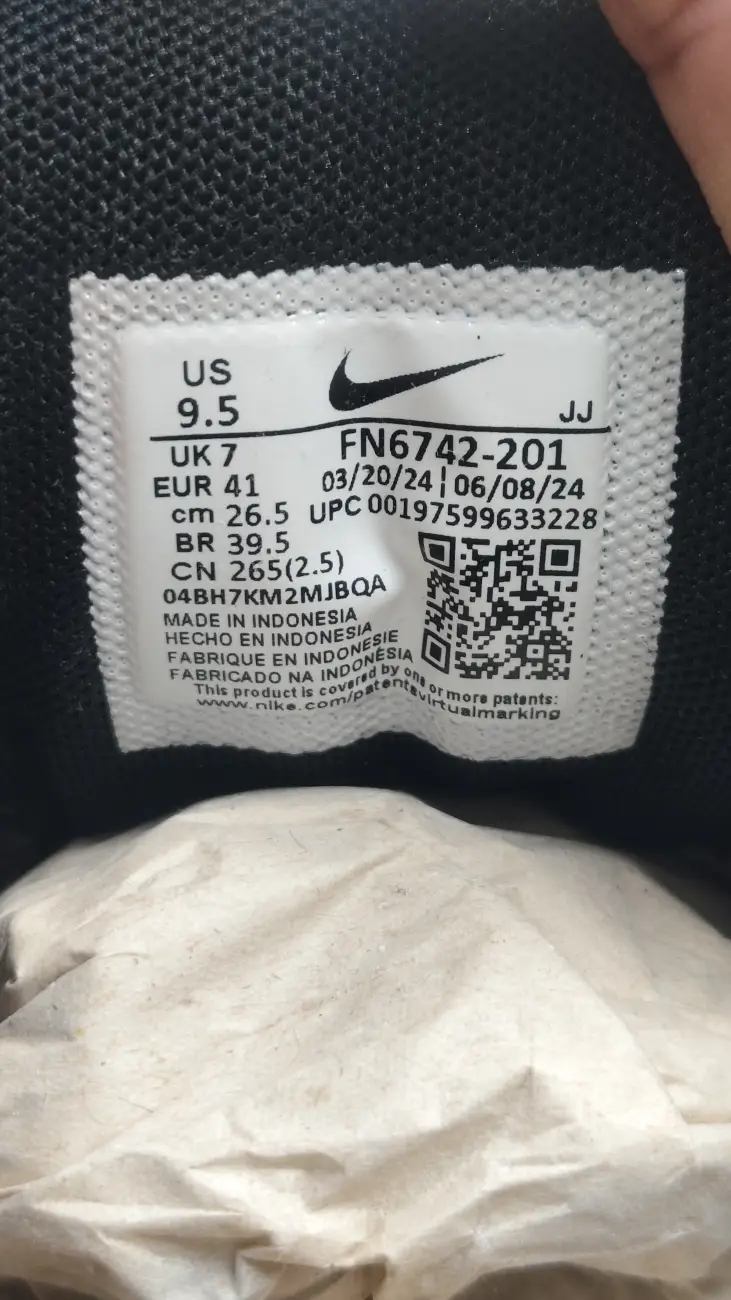 US
9.5
JJ
UK 7
FN6742-201
EUR 41
03/20/24 | 06/08/24
cm 26.5
UPC 00197599633228
BR 39.5
CN 265(2.5)
04BH7KM2MJBQA
MADE IN INDONESIA
HECHO EN INDONESIA
FABRIQUE EN INDONESIE
FABRICADO NA INDONÉSIA
This product is covered by one or more patents:
www.nike.com/patentsvirtualmarking